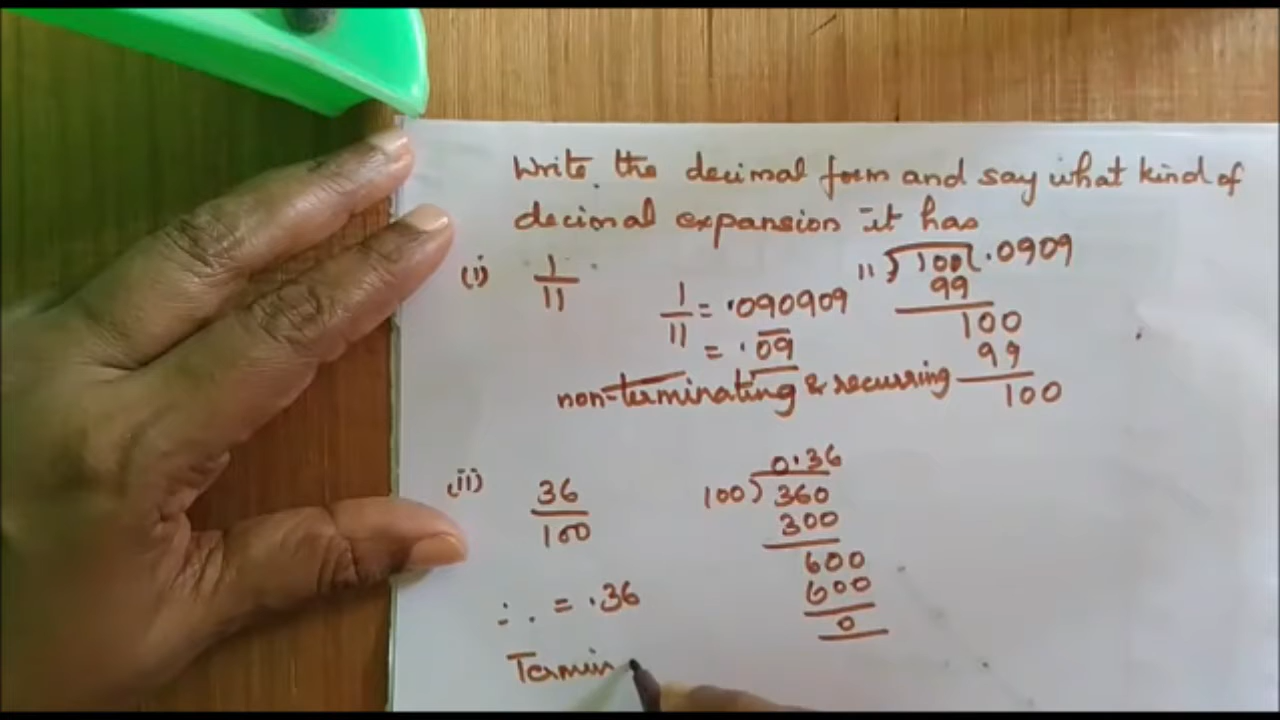 Write the decimal form and say what kind of
decimal expansion it has
(i) 1/11
11) 100 ( .0909
99
100
99
100
1/11 = .090909
= .0̅9̅
non-terminating & recurring
(ii) 36/100
0.36
100) 360
300
600
600
0
∴ = .36
Termin